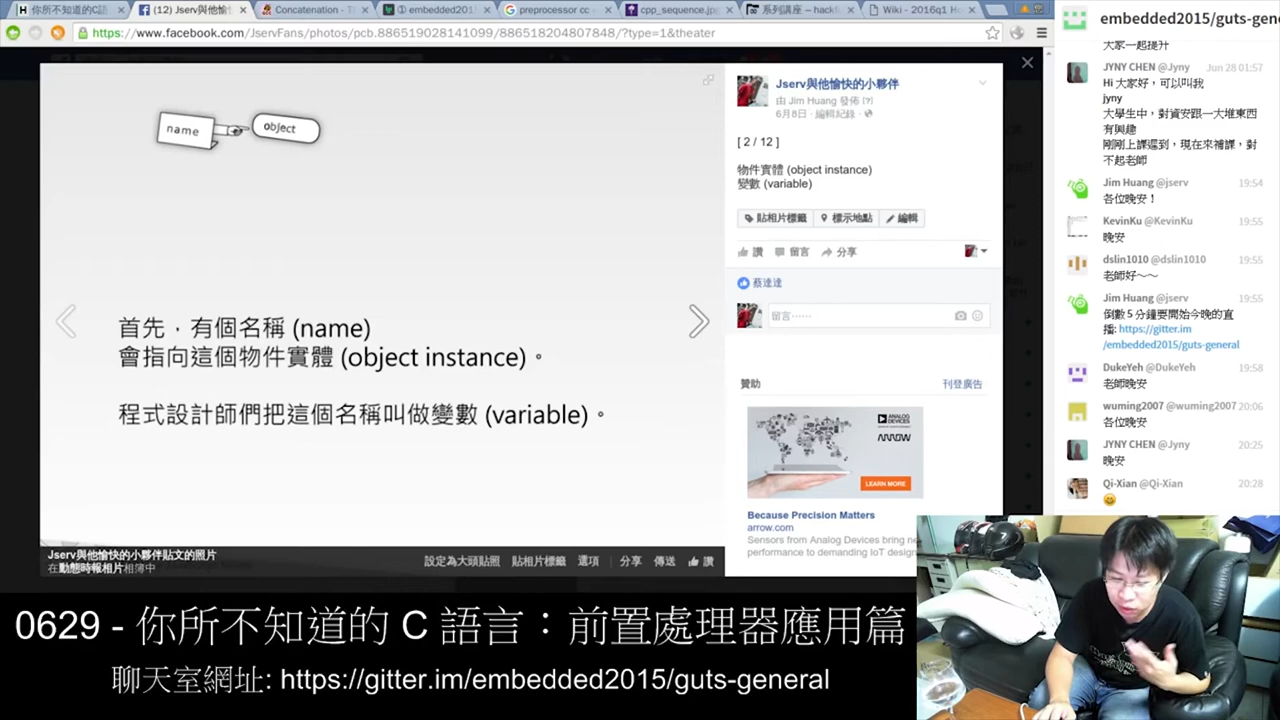 你所不知道的C語
(12) Jserv與他愉
Concatenation - T
① embedded201
preprocessor co
cpp_sequence.jp
系列講座 – hackf
Wiki - 2016q1 H
https://www.facebook.com/JservFans/photos/pcb.886519028141099/886518204807848/?type=1&theater
name
object
首先，有個名稱 (name)
會指向這個物件實體 (object instance)。
程式設計師們把這個名稱叫做變數 (variable)。
Jserv與他愉快的小夥伴貼文的照片
在動態時報相片相簿中
設定為大頭貼照 貼相片標籤 選項 分享 傳送 讚
Jserv與他愉快的小夥伴
由 Jim Huang 發佈 [?]
6月8日 · 編輯紀錄 ·
[ 2 / 12 ]
物件實體 (object instance)
變數 (variable)
貼相片標籤 標示地點 編輯
讚 留言 分享
蔡達達
留言⋯⋯
贊助 刊登廣告
ANALOG DEVICES
ARROW
LEARN MORE
Because Precision Matters
arrow.com
Sensors from Analog Devices bring ne
performance to demanding IoT design
embedded2015/guts-gene
大家一起提升
JYNY CHEN @Jyny Jun 28 01:57
Hi 大家好，可以叫我
jyny
大學生中，對資安跟一大堆東西
有興趣
剛剛上課遲到，現在來補課，對
不起老師
Jim Huang @jserv 19:54
各位晚安！
KevinKu @KevinKu 19:55
晚安
dslin1010 @dslin1010 19:55
老師好～～
Jim Huang @jserv 19:55
倒數 5 分鐘要開始今晚的直
播: https://gitter.im
/embedded2015/guts-general
DukeYeh @DukeYeh 19:58
老師晚安
wuming2007 @wuming2007 20:06
各位晚安
JYNY CHEN @Jyny 20:25
晚安
Qi-Xian @Qi-Xian 20:28
0629 - 你所不知道的 C 語言：前置處理器應用篇
聊天室網址: https://gitter.im/embedded2015/guts-general